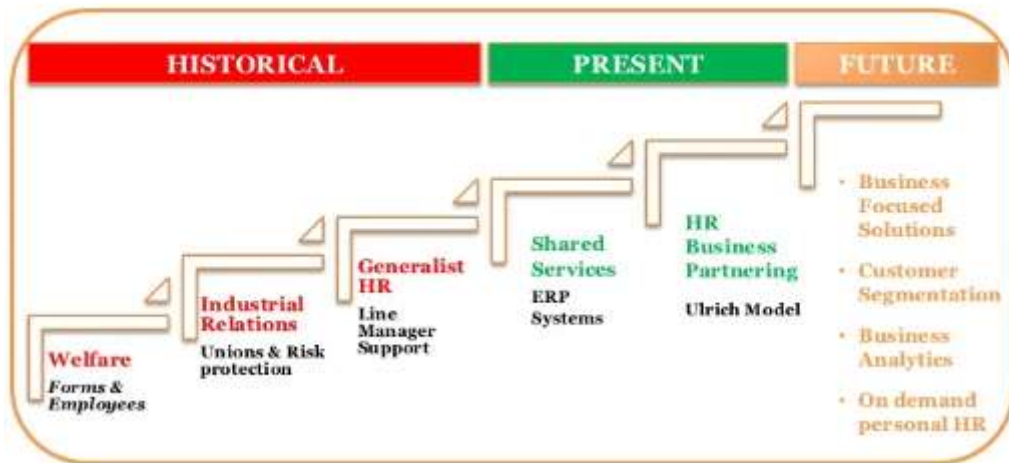 HISTORICAL
PRESENT
FUTURE
Welfare
Forms &
Employees
Industrial
Relations
Unions & Risk
protection
Generalist
HR
Line
Manager
Support
Shared
Services
ERP
Systems
HR
Business
Partnering
Ulrich Model
• Business
Focused
Solutions
• Customer
Segmentation
• Business
Analytics
• On demand
personal HR